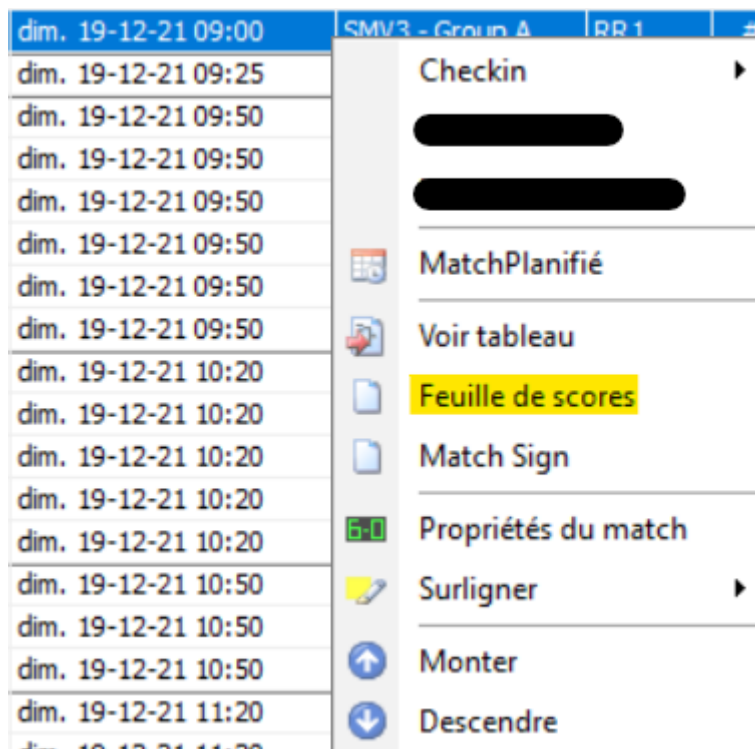 dim. 19-12-21 09:00 SMV3 - Group A RR 1 #
dim. 19-12-21 09:25
dim. 19-12-21 09:50
dim. 19-12-21 09:50
dim. 19-12-21 09:50
dim. 19-12-21 09:50
dim. 19-12-21 09:50
dim. 19-12-21 09:50
dim. 19-12-21 10:20
dim. 19-12-21 10:20
dim. 19-12-21 10:20
dim. 19-12-21 10:20
dim. 19-12-21 10:20
dim. 19-12-21 10:50
dim. 19-12-21 10:50
dim. 19-12-21 10:50
dim. 19-12-21 11:20
Checkin
MatchPlanifié
Voir tableau
Feuille de scores
Match Sign
6-0 Propriétés du match
Surligner
Monter
Descendre